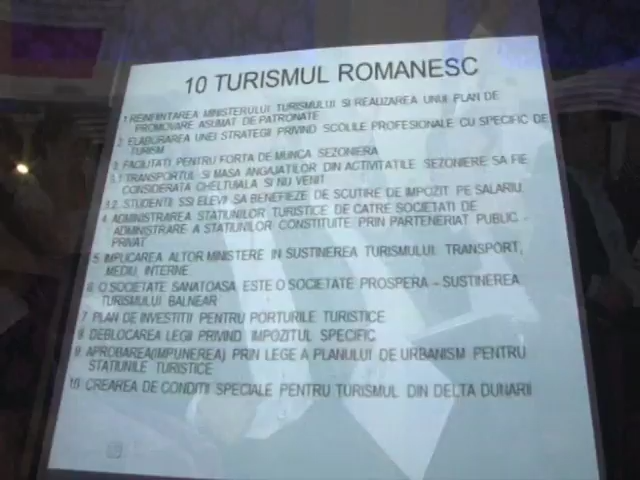 10 TURISMUL ROMANESC
1 REINFIINTAREA MINISTERULUI TURISMULUI SI REALIZAREA UNUI PLAN DE
PROMOVARE ASUMAT DE PATRONATE
2. ELABORAREA UNEI STRATEGII PRIVIND SCOLILE PROFESIONALE CU SPECIFIC DE
TURISM
3. FACILITATI PENTRU FORTA DE MUNCA SEZONIERA
3.1 TRANSPORTUL SI MASA ANGAJATILOR DIN ACTIVITATILE SEZONIERE SA FIE
CONSIDERATA CHELTUALA SI NU VENIT
3.2. STUDENTII SSI ELEVI SA BENEFIEZE DE SCUTIRE DE IMPOZIT PE SALARIU
4. ADMINISTRAREA STATIUNILOR TURISTICE DE CATRE SOCIETATI DE
ADMINISTRARE A STATIUNILOR CONSTITUITE PRIN PARTENERIAT PUBLIC -
PRIVAT
5 IMPLICAREA ALTOR MINISTERE IN SUSTINEREA TURISMULUI. TRANSPORT,
MEDIU, INTERNE
6 O SOCIETATE SANATOASA ESTE O SOCIETATE PROSPERA – SUSTINEREA
TURISMULUI BALNEAR
7 PLAN DE INVESTITII PENTRU PORTURILE TURISTICE
8 DEBLOCAREA LEGII PRIVIND IMPOZITUL SPECIFIC
9. APROBAREA(IMPUNEREA) PRIN LEGE A PLANULUI DE URBANISM PENTRU
STATIUNILE TURISTICE
10. CREAREA DE CONDITII SPECIALE PENTRU TURISMUL DIN DELTA DUNARII